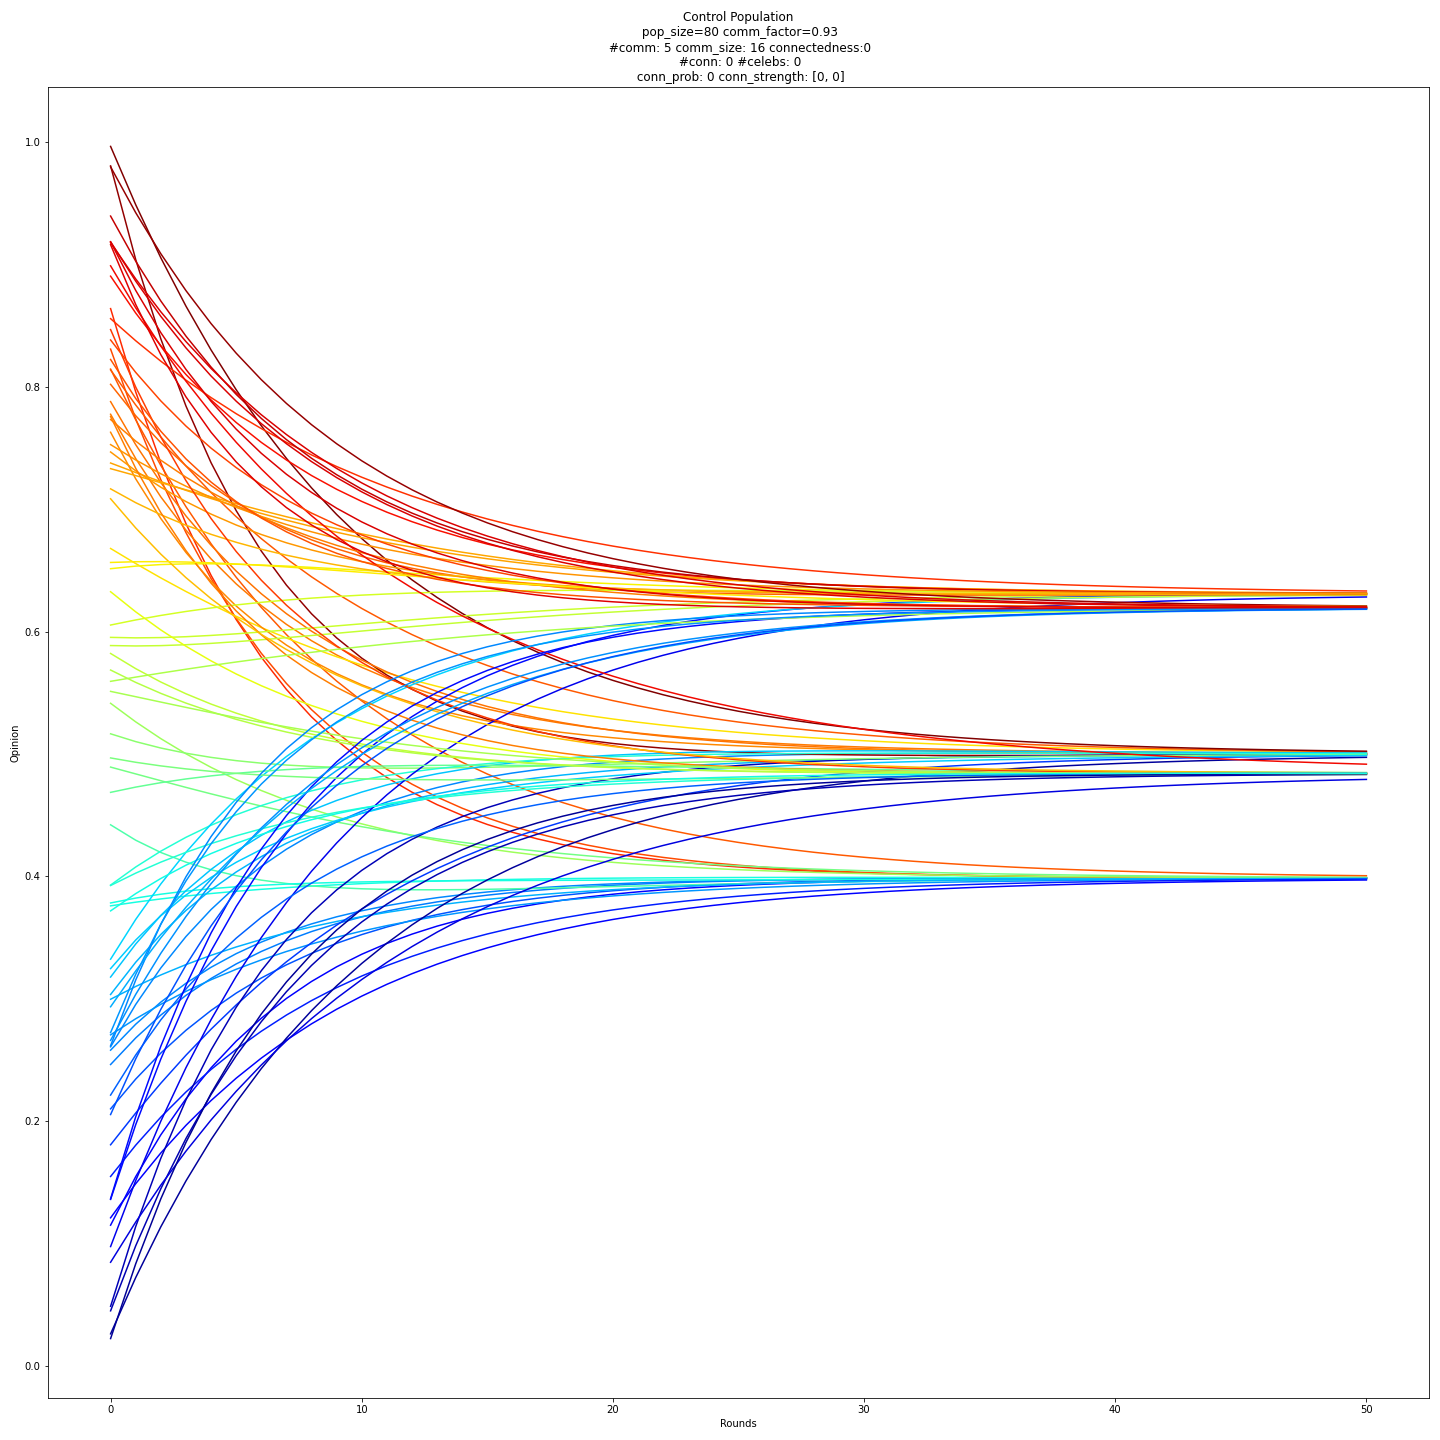 Control Population
pop_size=80 comm_factor=0.93
#comm: 5 comm_size: 16 connectedness:0
#conn: 0 #celebs: 0
conn_prob: 0 conn_strength: [0, 0]
1.0
0.8
0.6
0.4
0.2
0.0
Opinion
0 10 20 30 40 50
Rounds